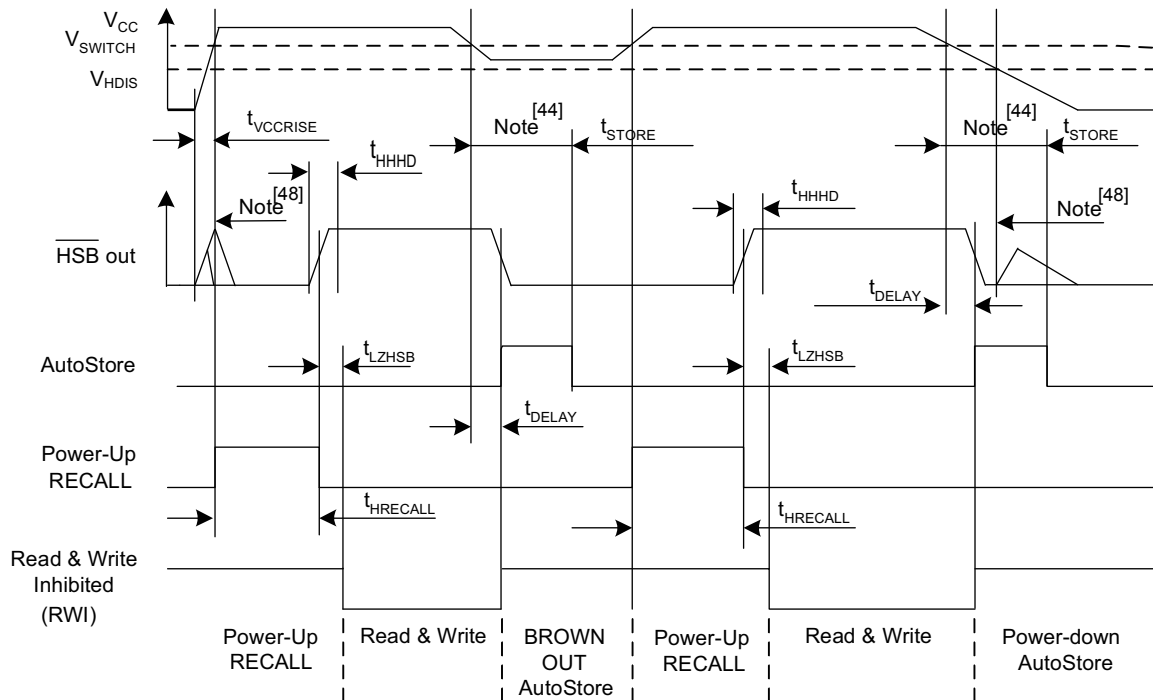 VCC
VSWITCH
VHDIS
tVCCRISE
Note[44]
tSTORE
Note[44]
tSTORE
tHHHD
Note[48]
tHHHD
Note[48]
HSB out
tDELAY
AutoStore
tLZHSB
tLZHSB
tDELAY
Power-Up
RECALL
tHRECALL
tHRECALL
Read & Write
Inhibited
(RWI)
Power-Up
RECALL
Read & Write
BROWN
OUT
AutoStore
Power-Up
RECALL
Read & Write
Power-down
AutoStore